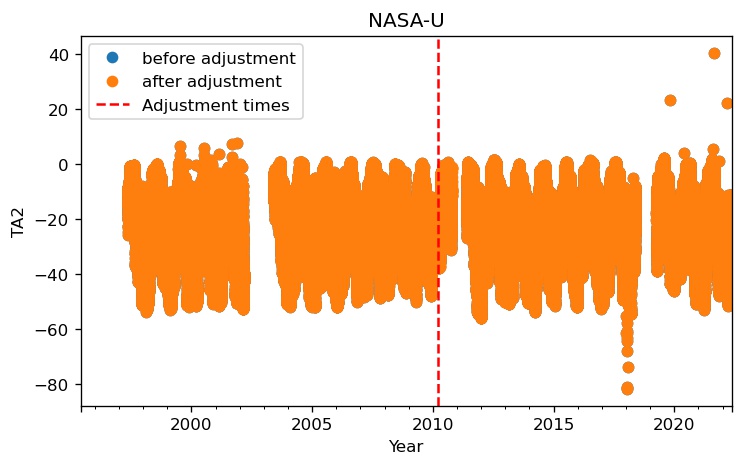 NASA-U
before adjustment
after adjustment
Adjustment times
40
20
0
−20
−40
−60
−80
TA2
2000
2005
2010
2015
2020
Year